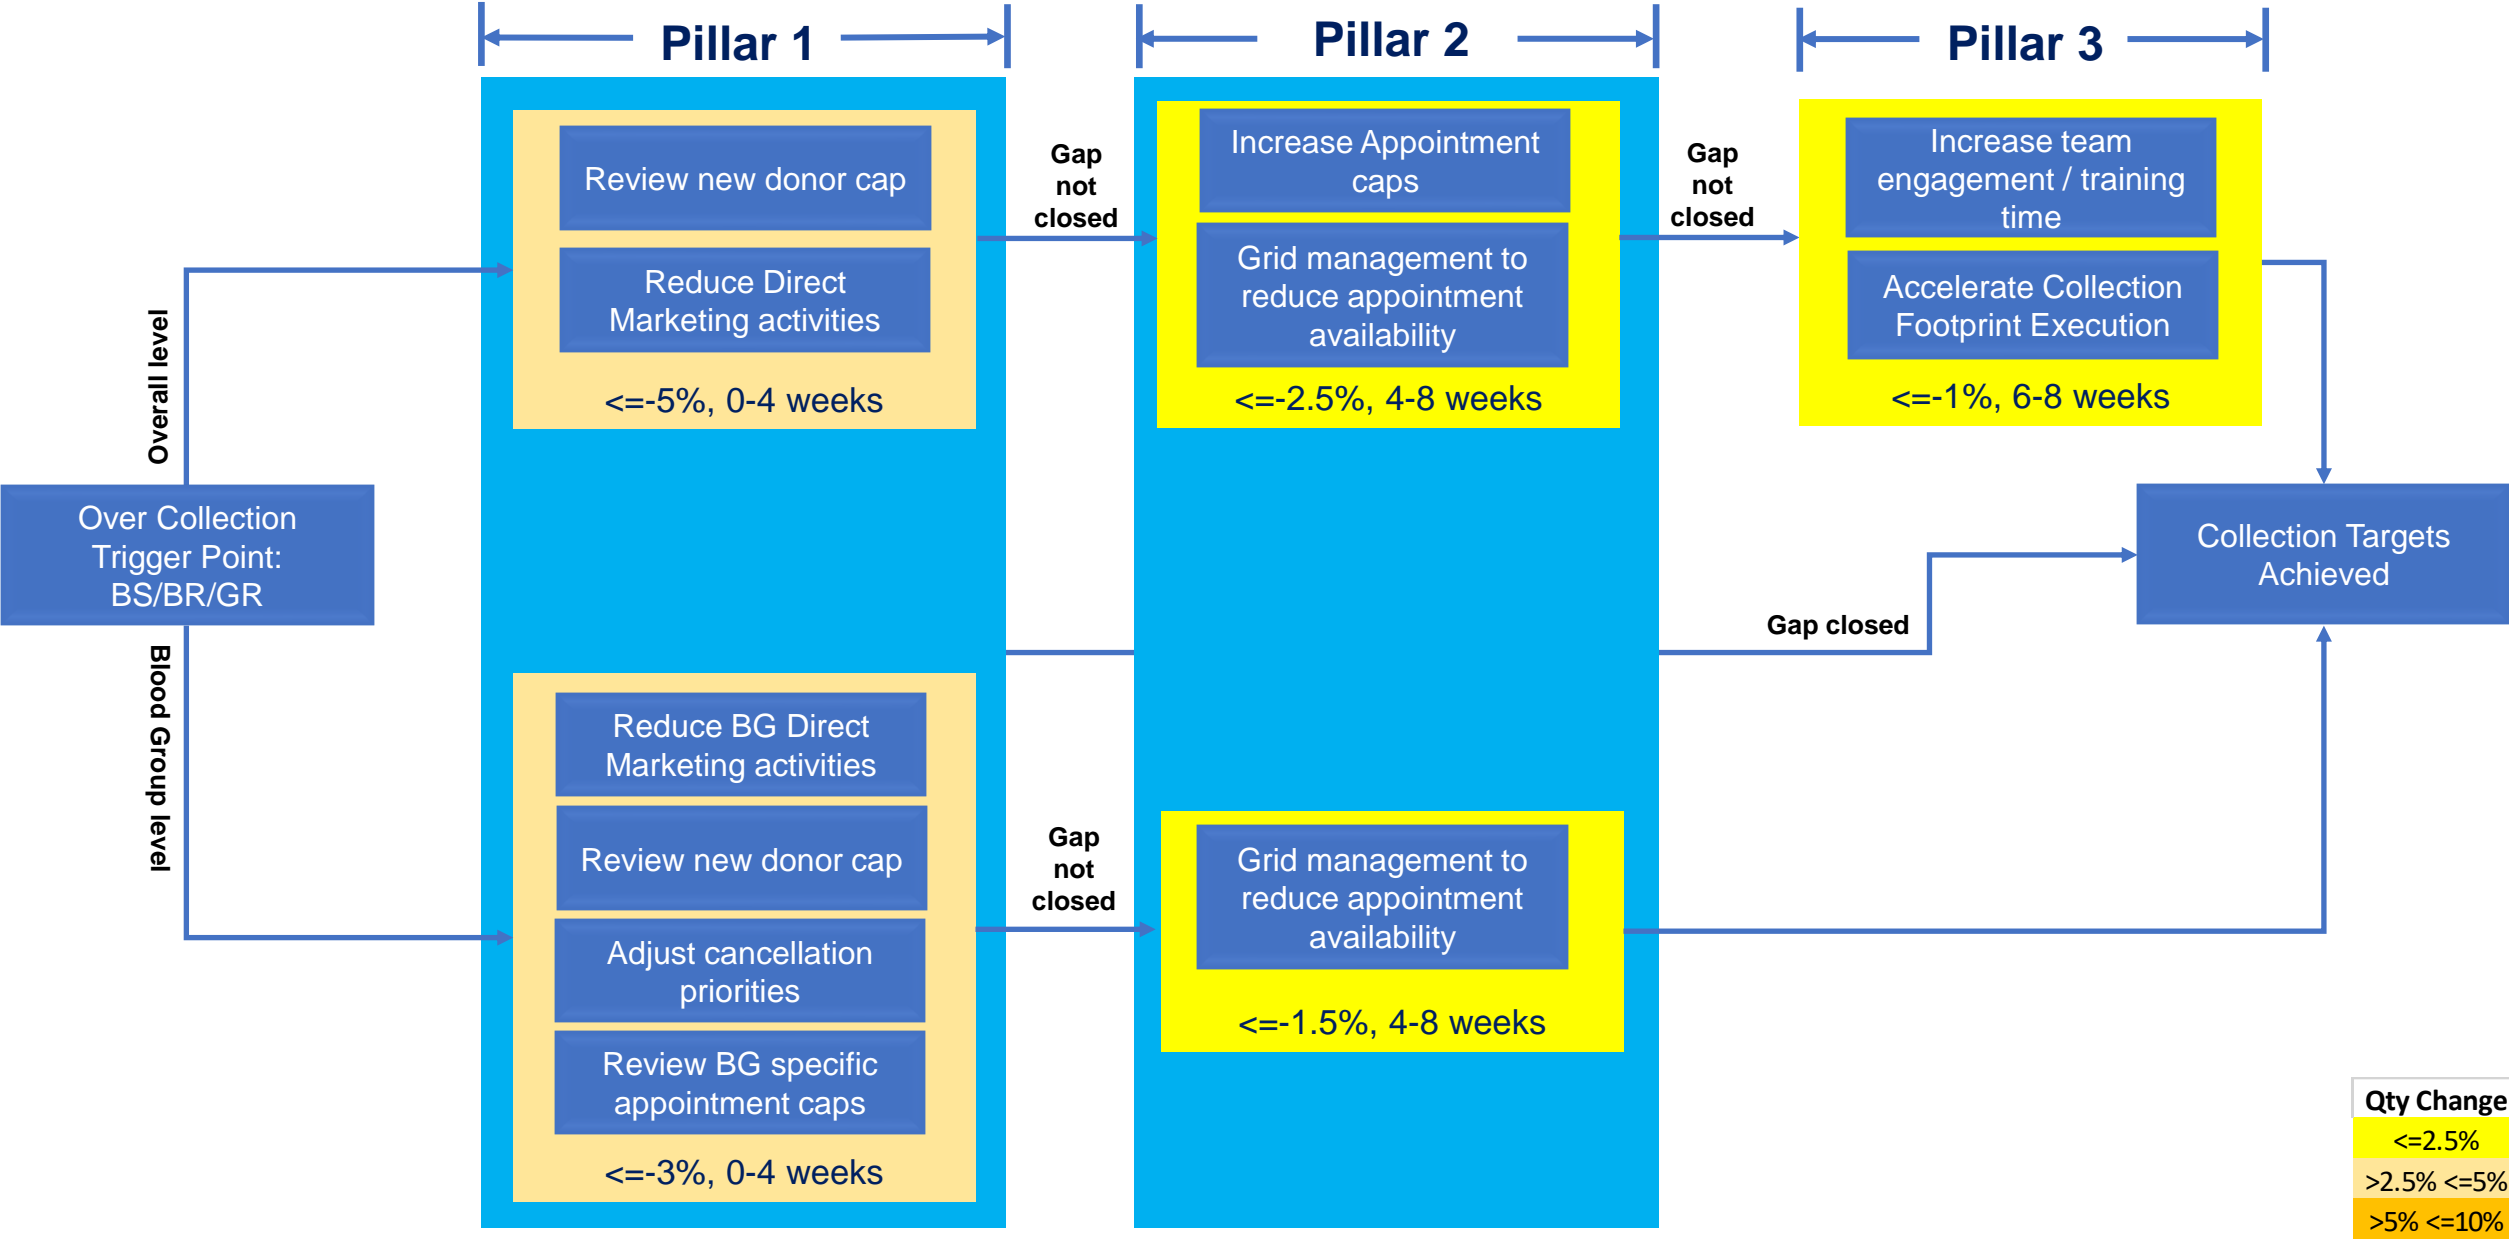 Pillar 1
Pillar 2
Pillar 3
Over Collection
Trigger Point:
BS/BR/GR
Overall level
Blood Group level
Review new donor cap
Reduce Direct
Marketing activities
<=-5%, 0-4 weeks
Gap
not
closed
Increase Appointment
caps
Grid management to
reduce appointment
availability
<=-2.5%, 4-8 weeks
Gap
not
closed
Increase team
engagement / training
time
Accelerate Collection
Footprint Execution
<=-1%, 6-8 weeks
Reduce BG Direct
Marketing activities
Review new donor cap
Adjust cancellation
priorities
Review BG specific
appointment caps
<=-3%, 0-4 weeks
Gap
not
closed
Grid management to
reduce appointment
availability
<=-1.5%, 4-8 weeks
Gap closed
Collection Targets
Achieved
Qty Change
<=2.5%
>2.5% <=5%
>5% <=10%